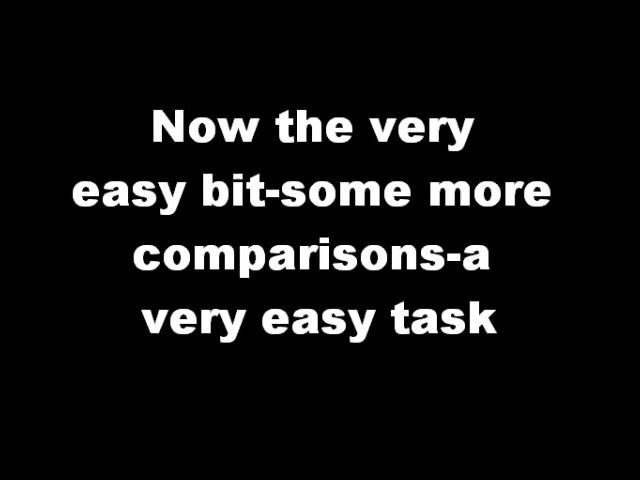 Now the very
easy bit-some more
comparisons-a
very easy task